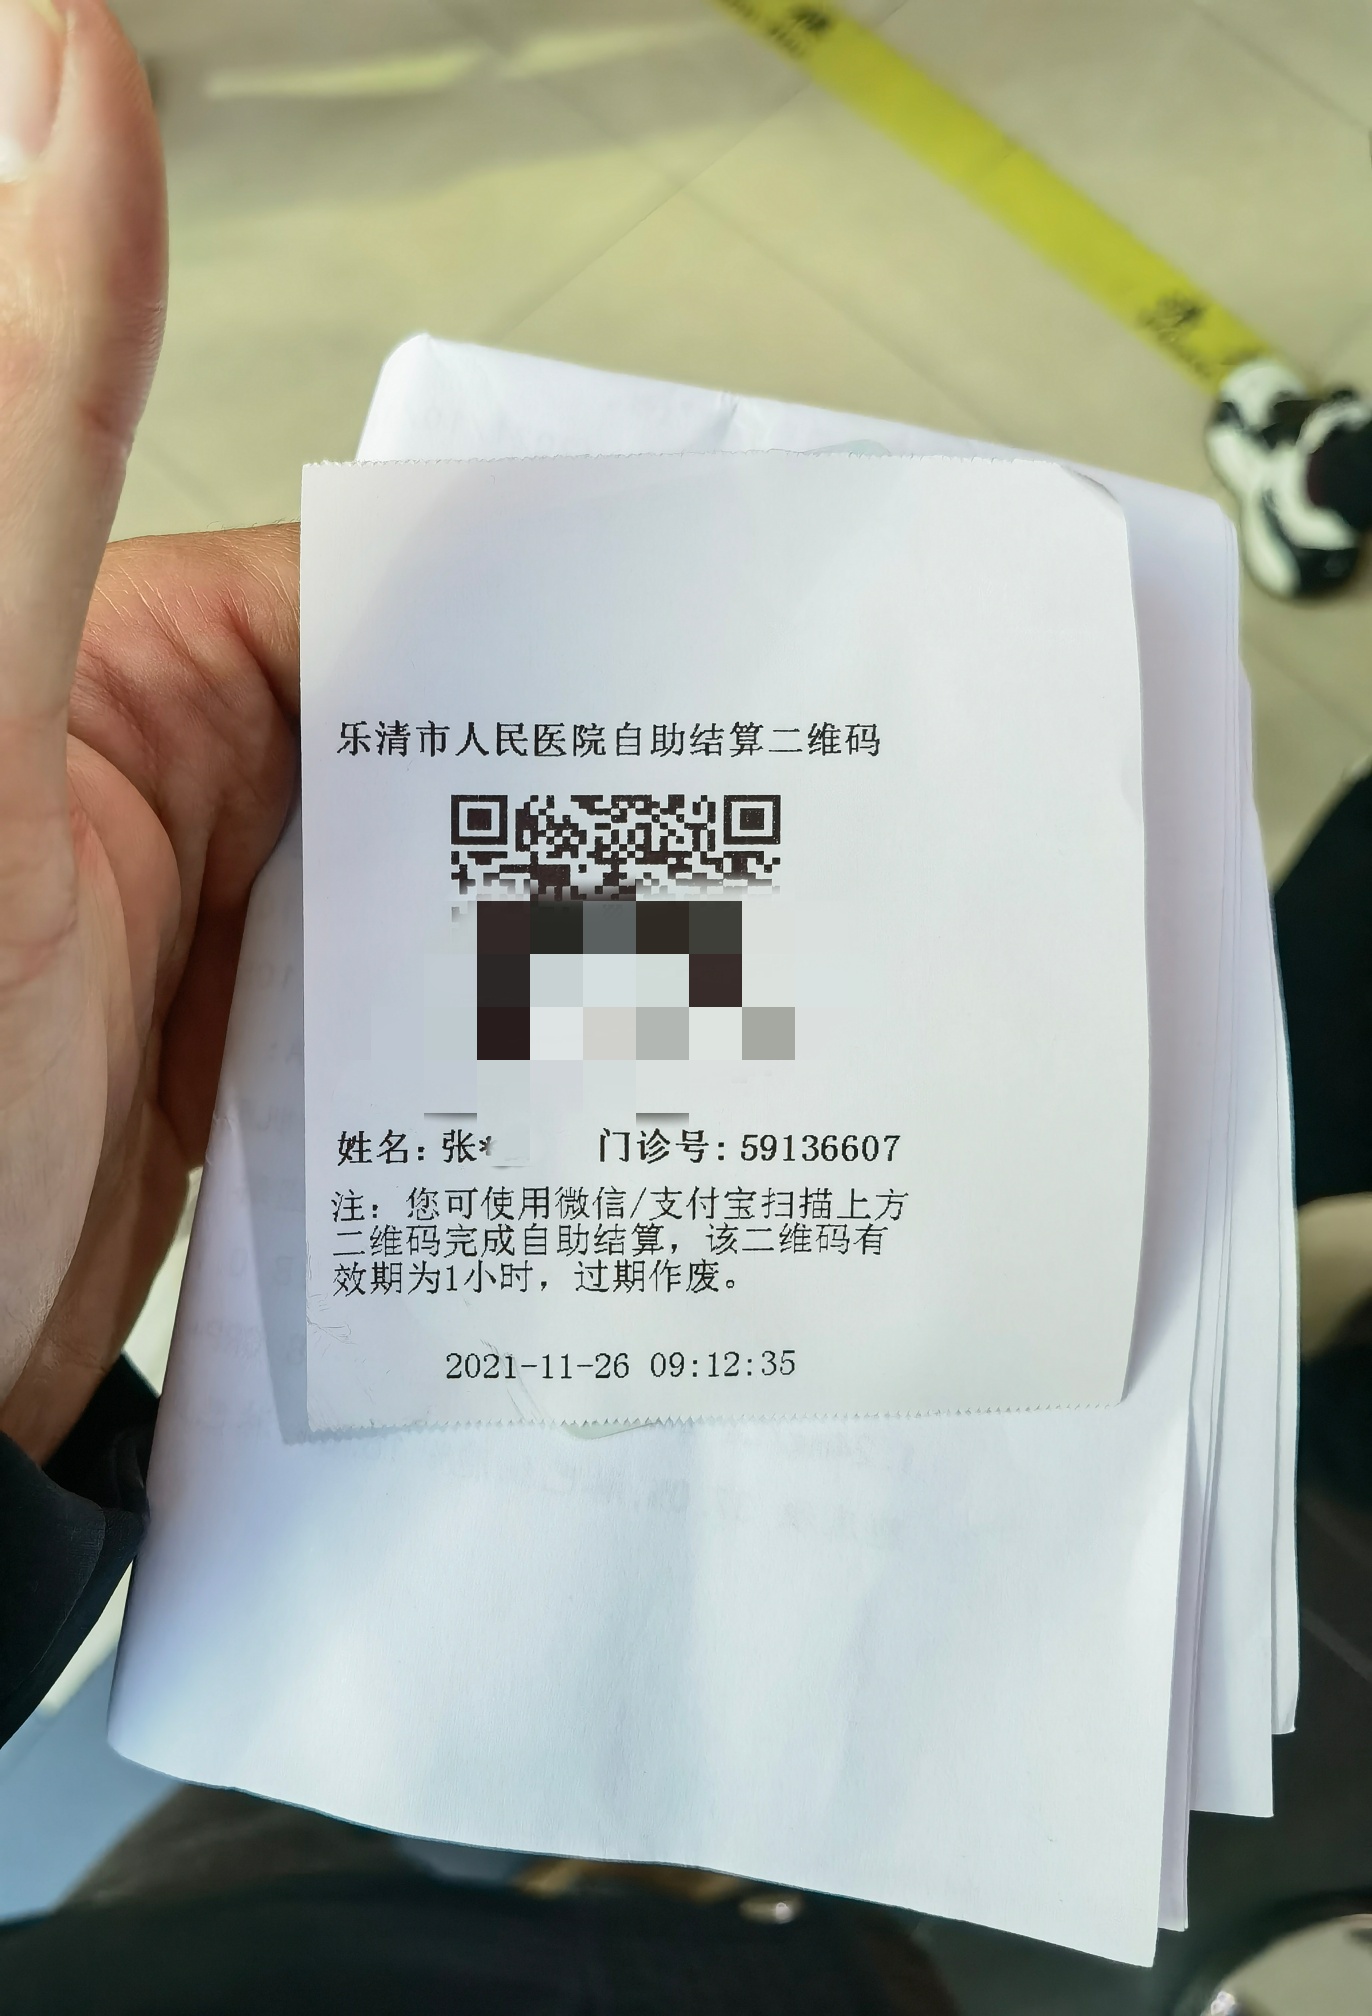 乐清市人民医院自助结算二维码
姓名：张* 门诊号：59136607
注：您可使用微信/支付宝扫描上方
二维码完成自助结算，该二维码有
效期为1小时，过期作废。
2021-11-26 09:12:35